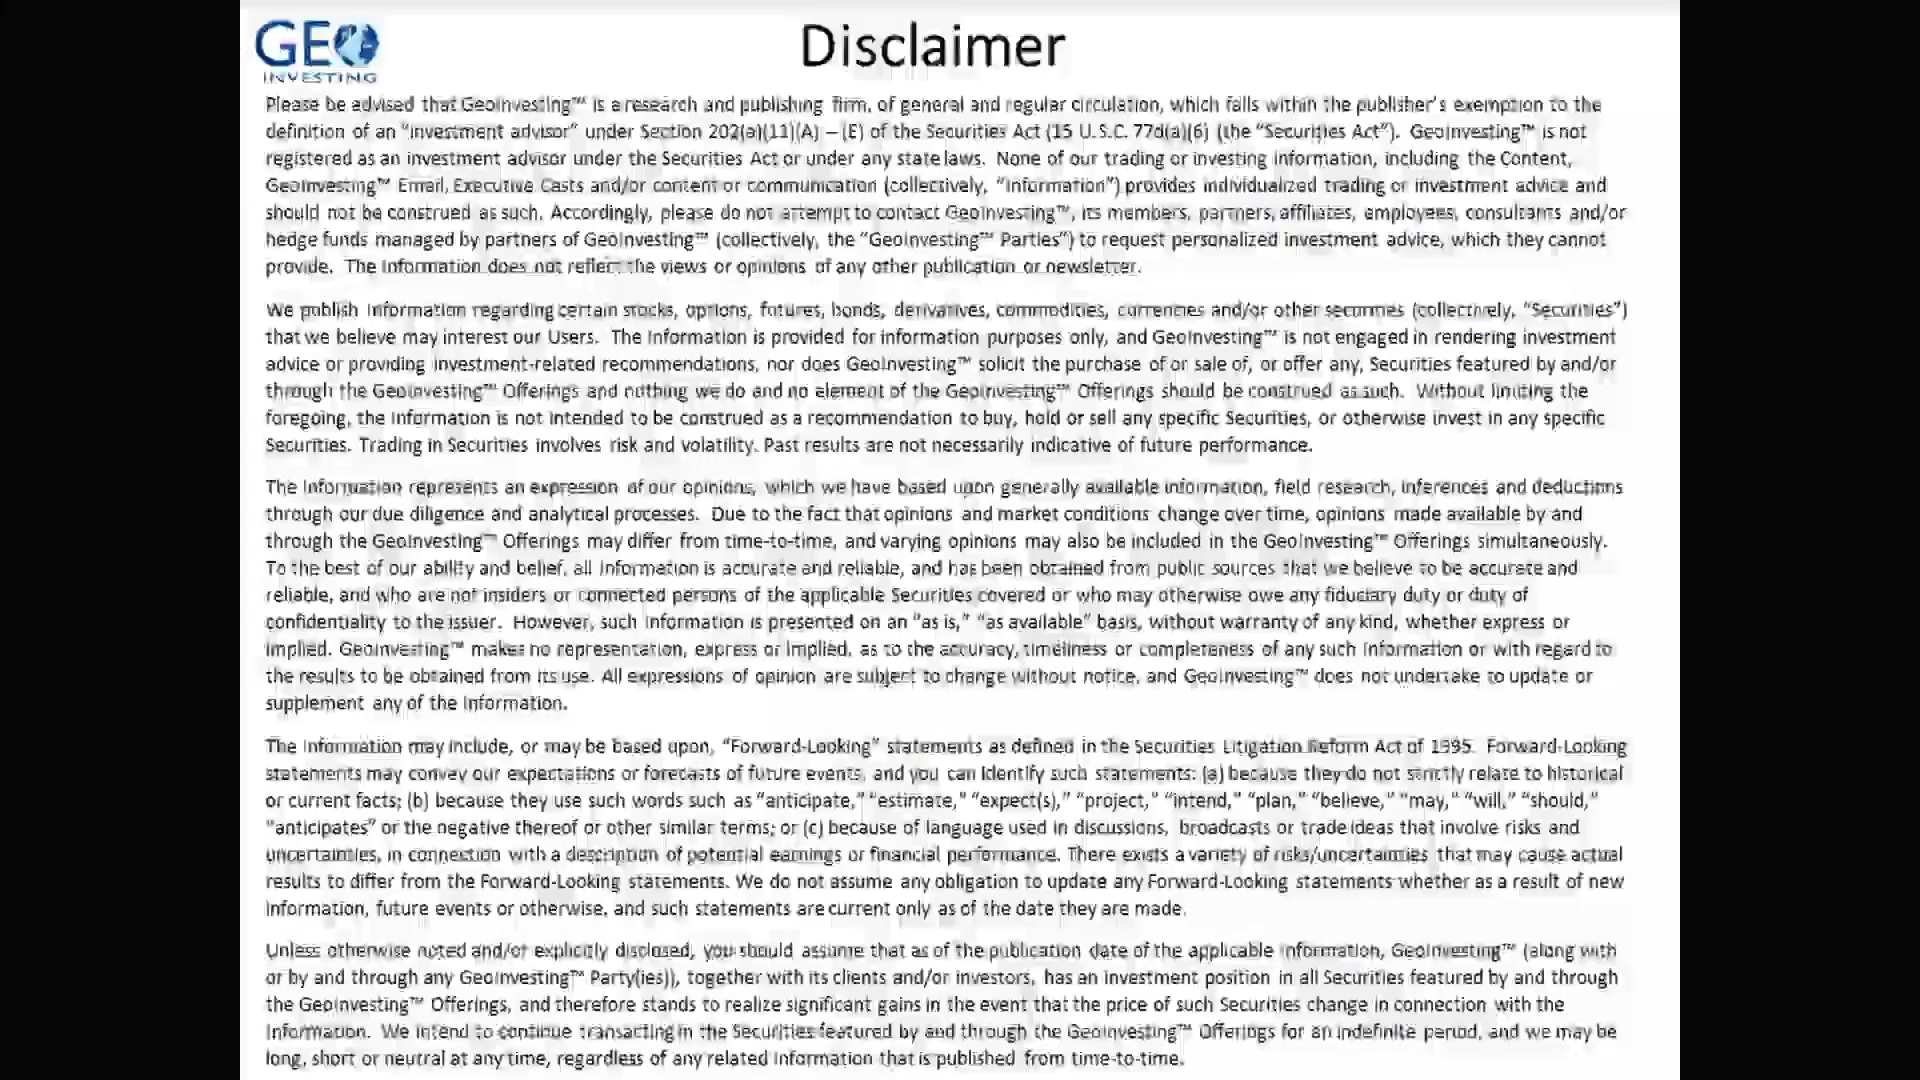 GEO
INVESTING
Disclaimer
Please be advised that GeoInvesting™ is a research and publishing firm, of general and regular circulation, which falls within the publisher's exemption to the
definition of an "investment advisor" under Section 202(a)(11)(A) – (E) of the Securities Act (15 U.S.C. 77d(a)(6) (the "Securities Act"). GeoInvesting™ is not
registered as an investment advisor under the Securities Act or under any state laws. None of our trading or investing information, including the Content,
GeoInvesting™ Email, Executive Casts and/or content or communication (collectively, "Information") provides individualized trading or investment advice and
should not be construed as such. Accordingly, please do not attempt to contact GeoInvesting™, its members, partners, affiliates, employees, consultants and/or
hedge funds managed by partners of GeoInvesting™ (collectively, the "GeoInvesting™ Parties") to request personalized investment advice, which they cannot
provide. The Information does not reflect the views or opinions of any other publication or newsletter.
We publish Information regarding certain stocks, options, futures, bonds, derivatives, commodities, currencies and/or other securities (collectively, "Securities")
that we believe may interest our Users. The Information is provided for information purposes only, and GeoInvesting™ is not engaged in rendering investment
advice or providing investment-related recommendations, nor does GeoInvesting™ solicit the purchase of or sale of, or offer any, Securities featured by and/or
through the GeoInvesting™ Offerings and nothing we do and no element of the GeoInvesting™ Offerings should be construed as such. Without limiting the
foregoing, the Information is not intended to be construed as a recommendation to buy, hold or sell any specific Securities, or otherwise invest in any specific
Securities. Trading in Securities involves risk and volatility. Past results are not necessarily indicative of future performance.
The Information represents an expression of our opinions, which we have based upon generally available information, field research, inferences and deductions
through our due diligence and analytical processes. Due to the fact that opinions and market conditions change over time, opinions made available by and
through the GeoInvesting™ Offerings may differ from time-to-time, and varying opinions may also be included in the GeoInvesting™ Offerings simultaneously.
To the best of our ability and belief, all Information is accurate and reliable, and has been obtained from public sources that we believe to be accurate and
reliable, and who are not insiders or connected persons of the applicable Securities covered or who may otherwise owe any fiduciary duty or duty of
confidentiality to the issuer. However, such Information is presented on an "as is," "as available" basis, without warranty of any kind, whether express or
implied. GeoInvesting™ makes no representation, express or implied, as to the accuracy, timeliness or completeness of any such Information or with regard to
the results to be obtained from its use. All expressions of opinion are subject to change without notice, and GeoInvesting™ does not undertake to update or
supplement any of the Information.
The Information may include, or may be based upon, "Forward-Looking" statements as defined in the Securities Litigation Reform Act of 1995. Forward-Looking
statements may convey our expectations or forecasts of future events, and you can identify such statements: (a) because they do not strictly relate to historical
or current facts; (b) because they use such words such as "anticipate," "estimate," "expect(s)," "project," "intend," "plan," "believe," "may," "will," "should,"
"anticipates" or the negative thereof or other similar terms; or (c) because of language used in discussions, broadcasts or trade ideas that involve risks and
uncertainties, in connection with a description of potential earnings or financial performance. There exists a variety of risks/uncertainties that may cause actual
results to differ from the Forward-Looking statements. We do not assume any obligation to update any Forward-Looking statements whether as a result of new
information, future events or otherwise, and such statements are current only as of the date they are made.
Unless otherwise noted and/or explicitly disclosed, you should assume that as of the publication date of the applicable Information, GeoInvesting™ (along with
or by and through any GeoInvesting™ Party(ies)), together with its clients and/or investors, has an investment position in all Securities featured by and through
the GeoInvesting™ Offerings, and therefore stands to realize significant gains in the event that the price of such Securities change in connection with the
Information. We intend to continue transacting in the Securities featured by and through the GeoInvesting™ Offerings for an indefinite period, and we may be
long, short or neutral at any time, regardless of any related Information that is published from time-to-time.